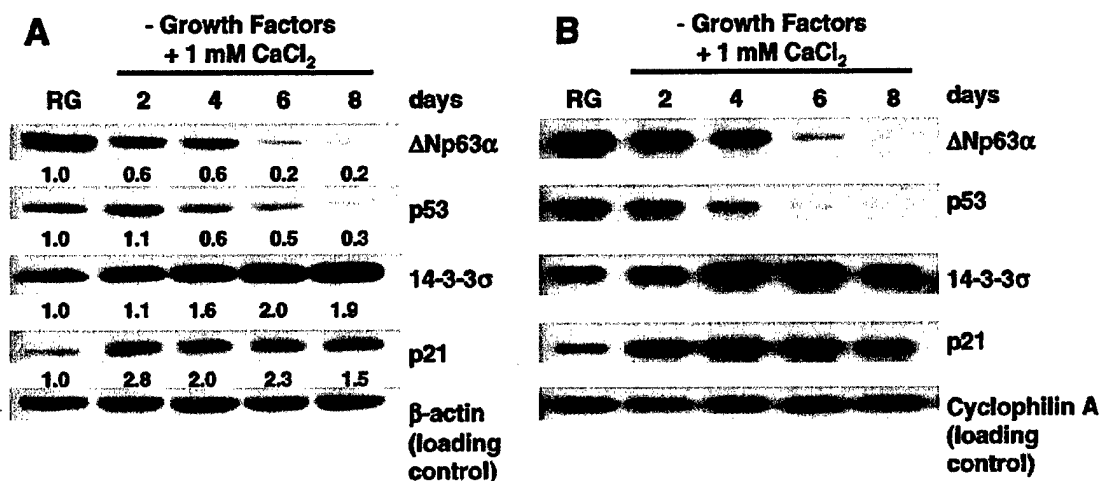 A
- Growth Factors
+ 1 mM CaCl₂
RG 2 4 6 8 days
ΔNp63α
1.0 0.6 0.6 0.2 0.2
p53
1.0 1.1 0.6 0.5 0.3
14-3-3σ
1.0 1.1 1.6 2.0 1.9
p21
1.0 2.8 2.0 2.3 1.5
β-actin
(loading
control)
B
- Growth Factors
+ 1 mM CaCl₂
RG 2 4 6 8 days
ΔNp63α
p53
14-3-3σ
p21
Cyclophilin A
(loading
control)